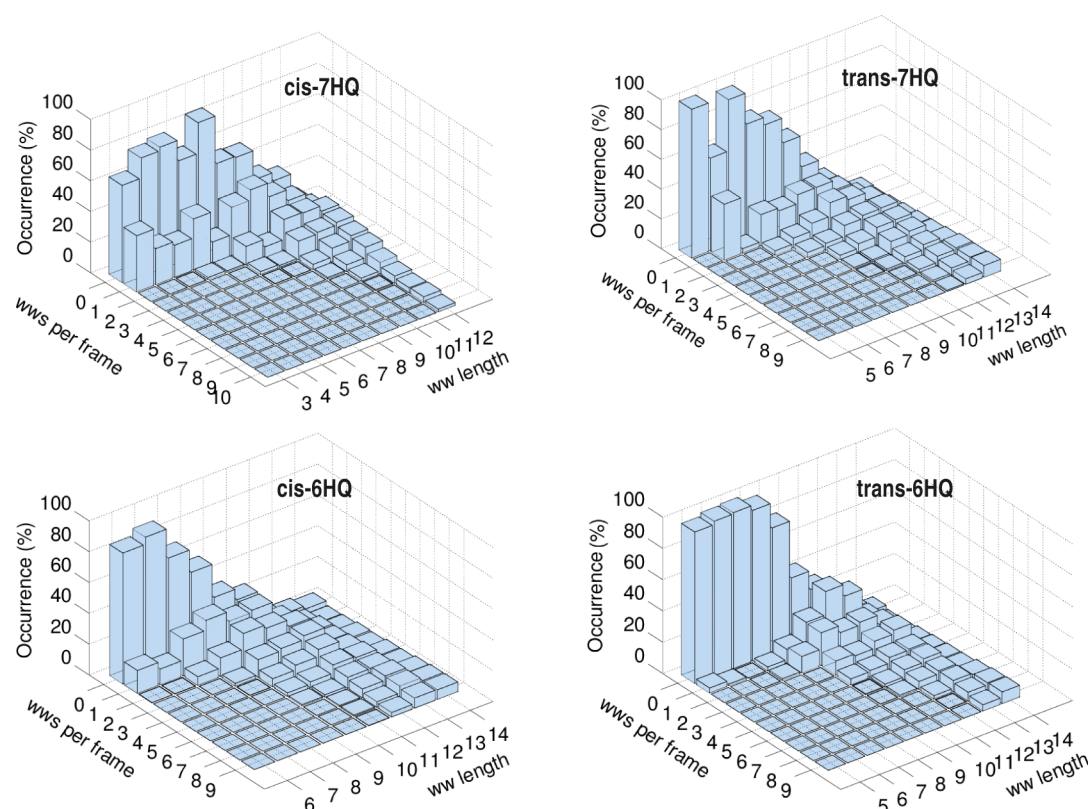 cis-7HQ
Occurrence (%)
100
80
60
40
20
0
0 1 2 3 4 5 6 7 8 9 10
wws per frame
3 4 5 6 7 8 9 10 11 12
ww length
trans-7HQ
Occurrence (%)
100
80
60
40
20
0
0 1 2 3 4 5 6 7 8 9
wws per frame
5 6 7 8 9 10 11 12 13 14
ww length
cis-6HQ
Occurrence (%)
100
80
60
40
20
0
0 1 2 3 4 5 6 7 8 9
wws per frame
6 7 8 9 10 11 12 13 14
ww length
trans-6HQ
Occurrence (%)
100
80
60
40
20
0
0 1 2 3 4 5 6 7 8 9
wws per frame
5 6 7 8 9 10 11 12 13 14
ww length